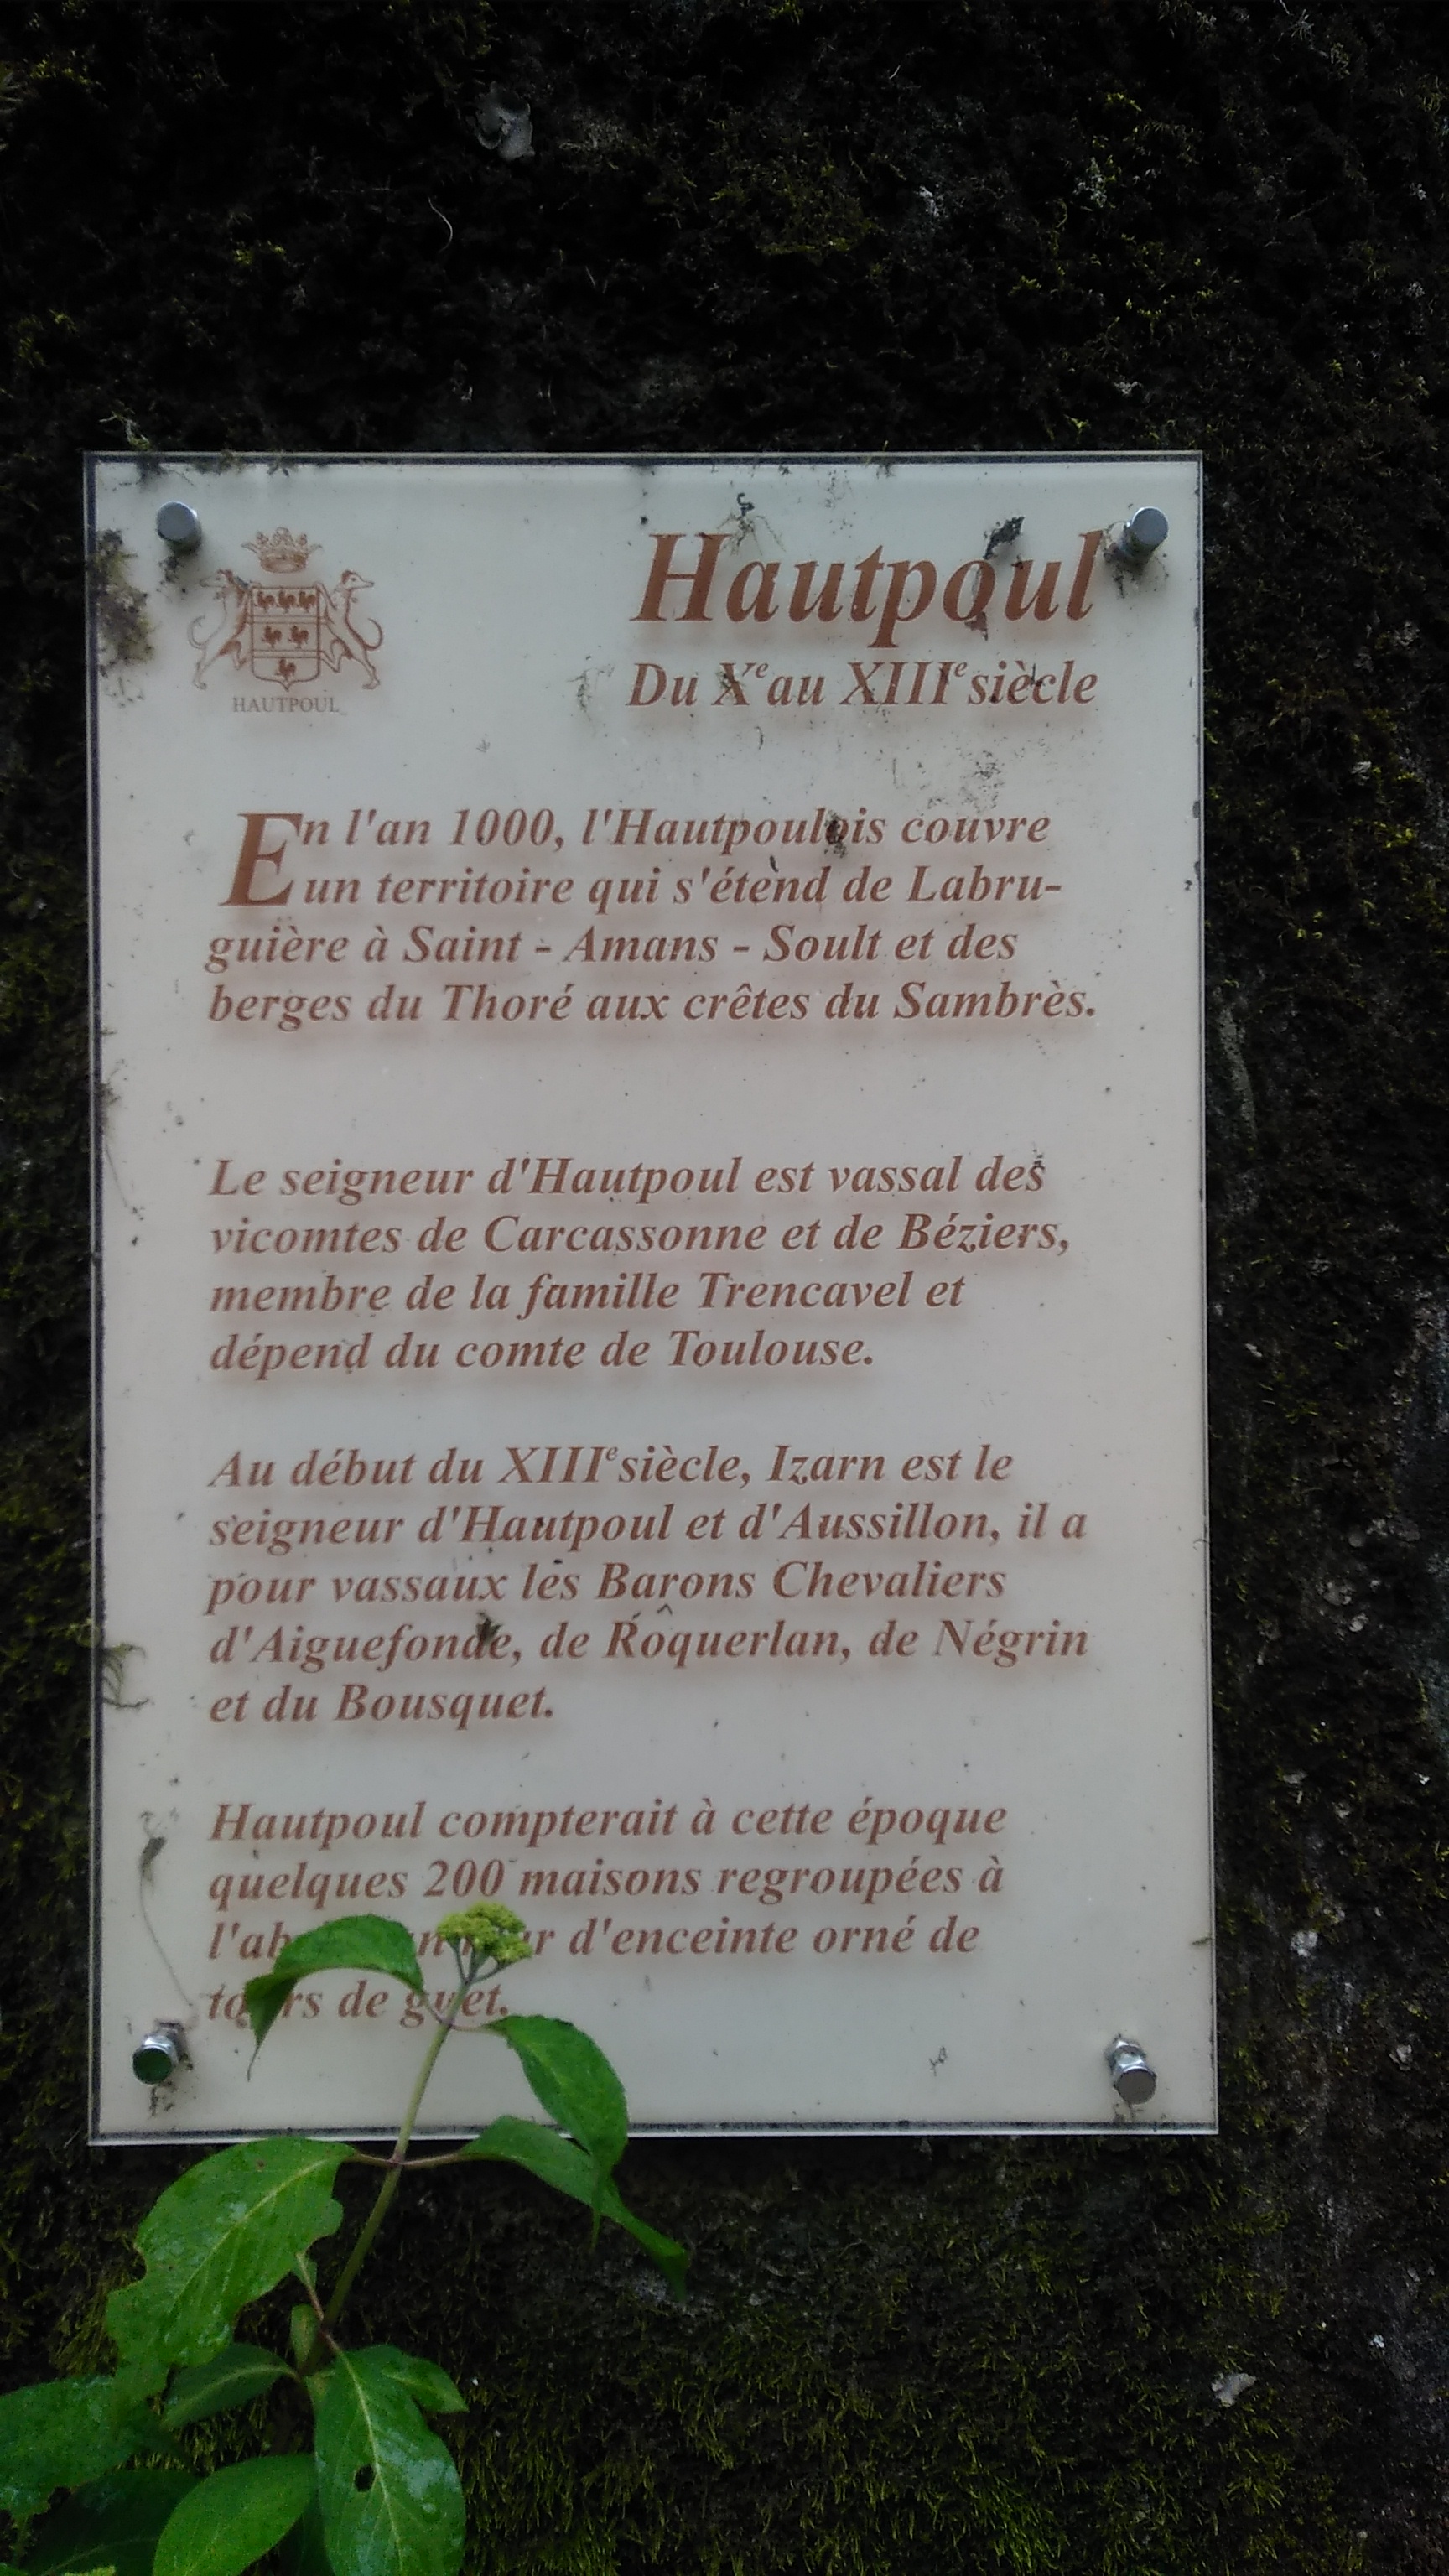 HAUTPOUL
Hautpoul
Du Xe au XIIIe siècle
En l'an 1000, l'Hautpoulois couvre
un territoire qui s'étend de Labru-
guière à Saint - Amans - Soult et des
berges du Thoré aux crêtes du Sambrès.
Le seigneur d'Hautpoul est vassal des
vicomtes de Carcassonne et de Béziers,
membre de la famille Trencavel et
dépend du comte de Toulouse.
Au début du XIIIe siècle, Izarn est le
seigneur d'Hautpoul et d'Aussillon, il a
pour vassaux les Barons Chevaliers
d'Aiguefonde, de Roquerlan, de Négrin
et du Bousquet.
Hautpoul compterait à cette époque
quelques 200 maisons regroupées à
d'enceinte orné de
tours de guet.